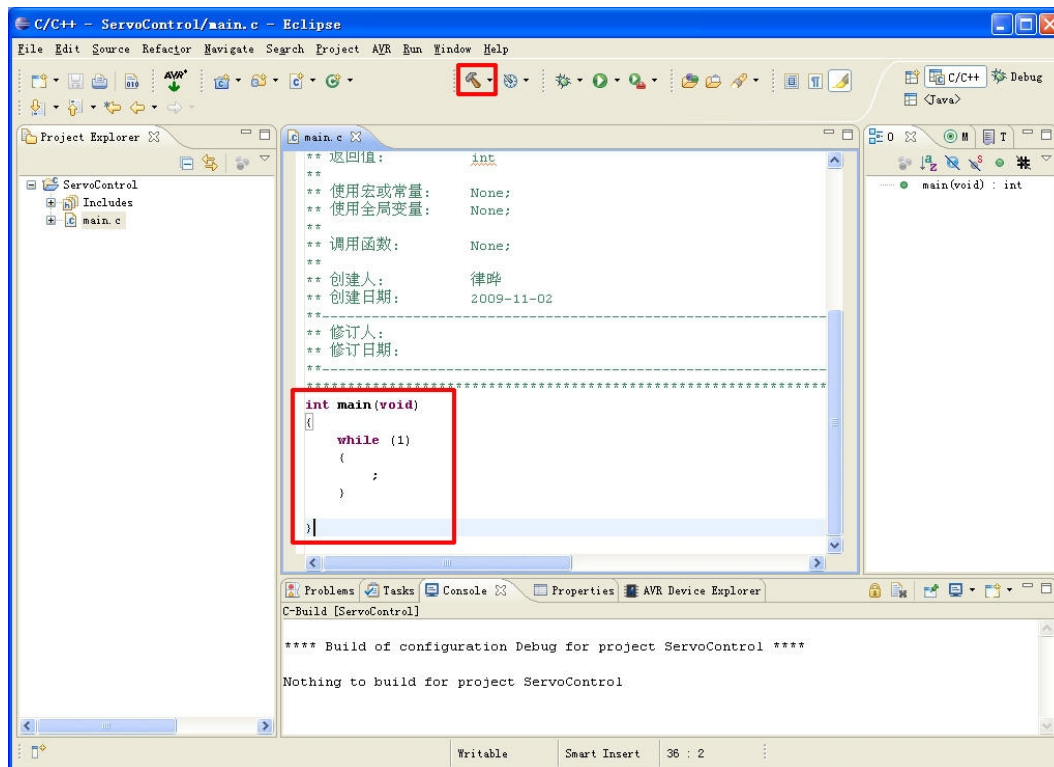 C/C++ - ServoControl/main.c - Eclipse
File Edit Source Refactor Navigate Search Project AVR Run Window Help
AVR
C/C++ Debug
<Java>
Project Explorer
main.c
O M T
ServoControl
Includes
main.c
** 返回值: int
**
** 使用宏或常量: None;
** 使用全局变量: None;
**
** 调用函数: None;
**
** 创建人: 律晔
** 创建日期: 2009-11-02
**-----------------------------------------------------------
** 修订人:
** 修订日期:
**-----------------------------------------------------------
***************************************************************
int main(void)
{
while (1)
{
;
}
}
main(void) : int
Problems Tasks Console Properties AVR Device Explorer
C-Build [ServoControl]
**** Build of configuration Debug for project ServoControl ****
Nothing to build for project ServoControl
Writable Smart Insert 36 : 2